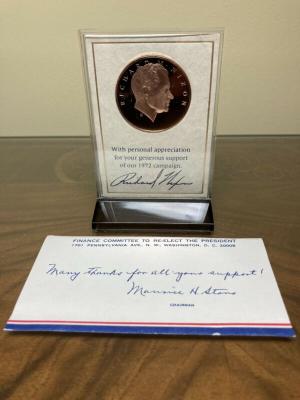 RICHARD M. NIXON
With personal appreciation
for your generous support
of our 1972 campaign.
Richard Nixon
FINANCE COMMITTEE TO RE-ELECT THE PRESIDENT
1701 PENNSYLVANIA AVE., N. W., WASHINGTON, D. C. 20006
Many thanks for all your support!
Maurice H Stans
CHAIRMAN